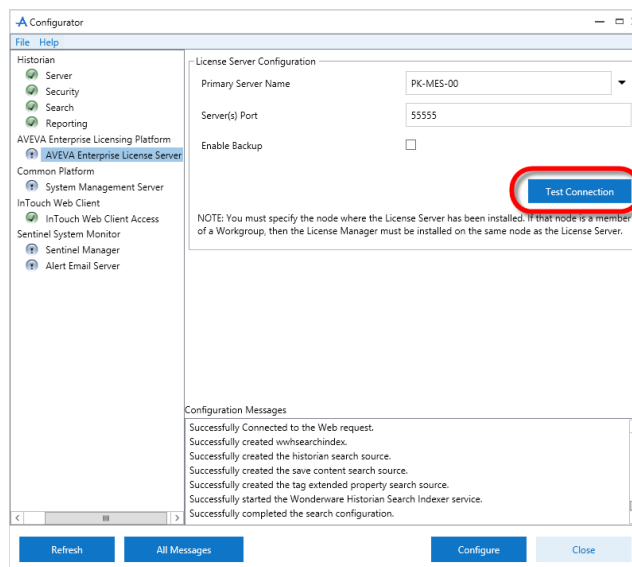 Configurator
File Help
Historian
Server
Security
Search
Reporting
AVEVA Enterprise Licensing Platform
AVEVA Enterprise License Server
Common Platform
System Management Server
InTouch Web Client
InTouch Web Client Access
Sentinel System Monitor
Sentinel Manager
Alert Email Server
License Server Configuration
Primary Server Name
PK-MES-00
Server(s) Port
55555
Enable Backup
Test Connection
NOTE: You must specify the node where the License Server has been installed. If that node is a member
of a Workgroup, then the License Manager must be installed on the same node as the License Server.
Configuration Messages
Successfully Connected to the Web request.
Successfully created wwhsearchindex.
Successfully created the historian search source.
Successfully created the save content search source.
Successfully created the tag extended property search source.
Successfully started the Wonderware Historian Search Indexer service.
Successfully completed the search configuration.
Refresh
All Messages
Configure
Close